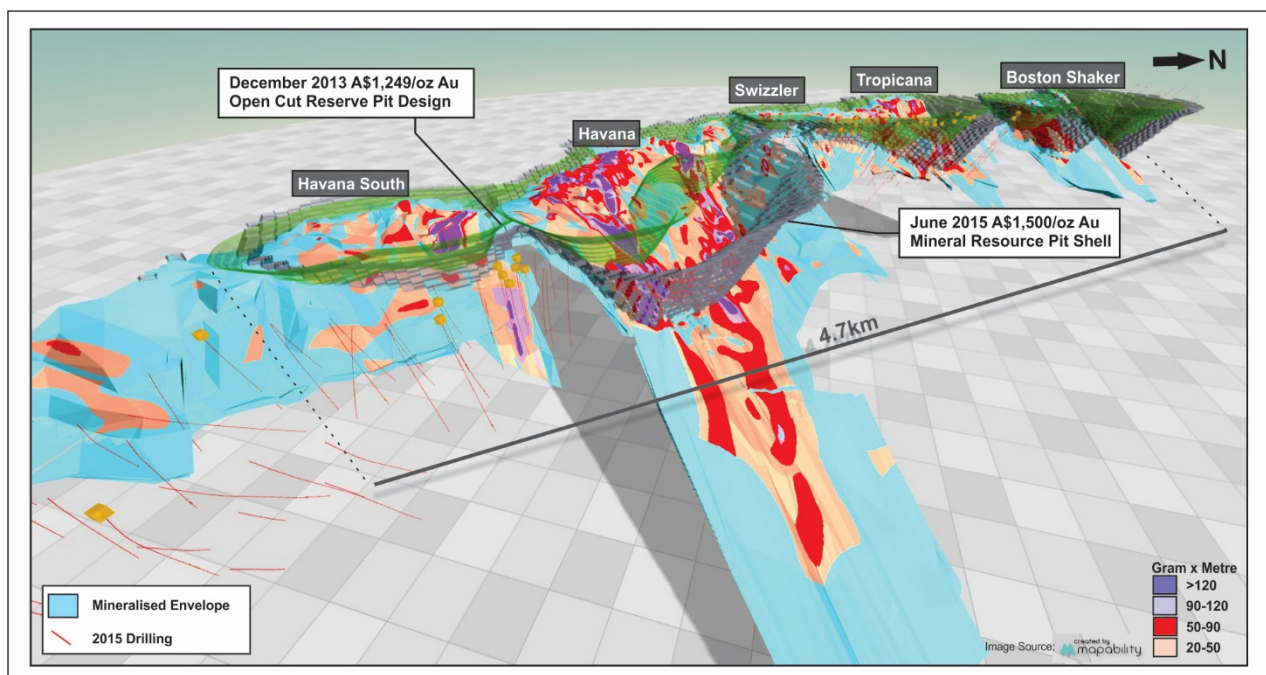 N
December 2013 A$1,249/oz Au
Open Cut Reserve Pit Design
Swizzler
Tropicana
Boston Shaker
Havana
Havana South
June 2015 A$1,500/oz Au
Mineral Resource Pit Shell
4.7km
Mineralised Envelope
2015 Drilling
Gram x Metre
>120
90-120
50-90
20-50
Image Source:
created by
mapability